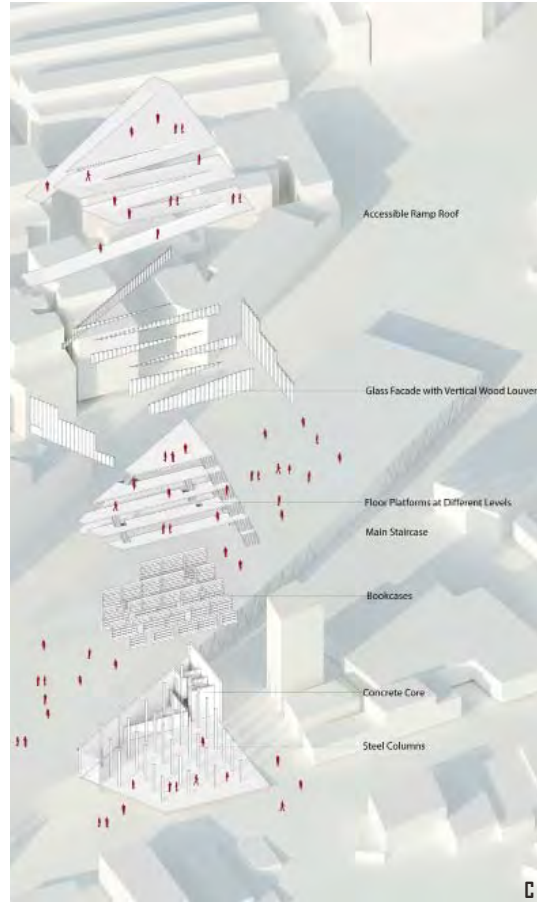 Accessible Ramp Roof
Glass Facade with Vertical Wood Louver
Floor Platforms at Different Levels
Main Staircase
Bookcases
Concrete Core
Steel Columns
C